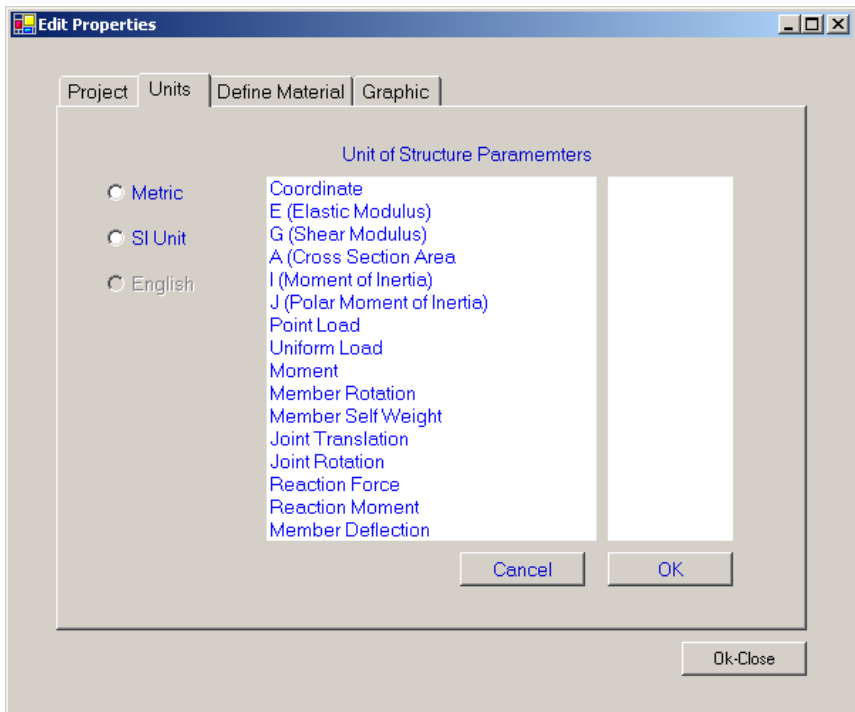 Edit Properties
Project Units Define Material Graphic
Unit of Structure Paramemters
Metric
SI Unit
English
Coordinate
E (Elastic Modulus)
G (Shear Modulus)
A (Cross Section Area
I (Moment of Inertia)
J (Polar Moment of Inertia)
Point Load
Uniform Load
Moment
Member Rotation
Member Self Weight
Joint Translation
Joint Rotation
Reaction Force
Reaction Moment
Member Deflection
Cancel OK
Ok-Close